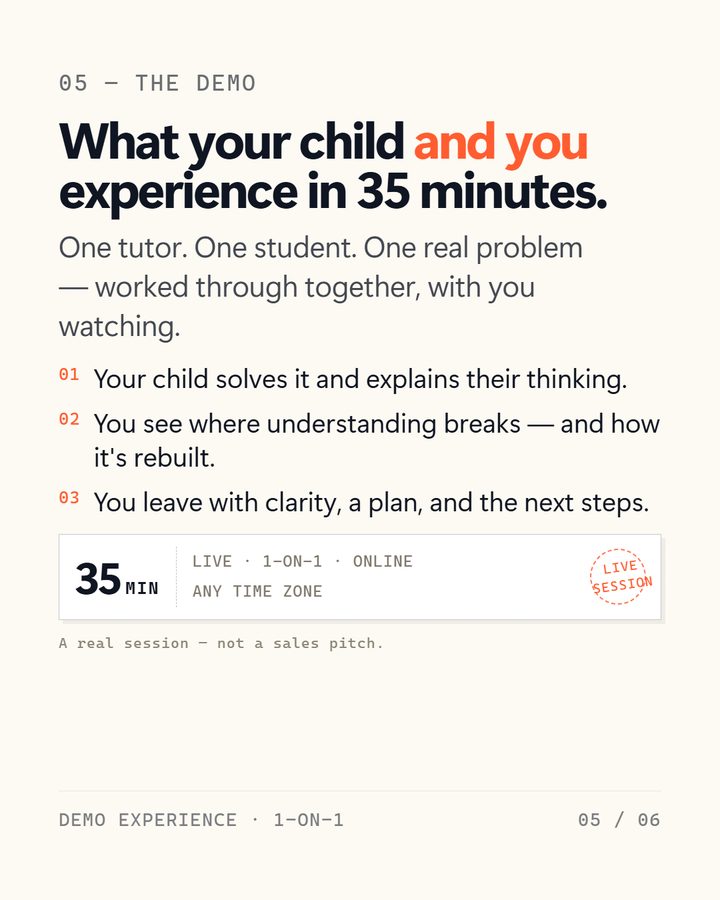 05 — THE DEMO
What your child and you
experience in 35 minutes.
One tutor. One student. One real problem
— worked through together, with you
watching.
01 Your child solves it and explains their thinking.
02 You see where understanding breaks — and how
it's rebuilt.
03 You leave with clarity, a plan, and the next steps.
35 MIN
LIVE · 1-ON-1 · ONLINE
ANY TIME ZONE
LIVE
SESSION
A real session — not a sales pitch.
DEMO EXPERIENCE · 1-ON-1
05 / 06